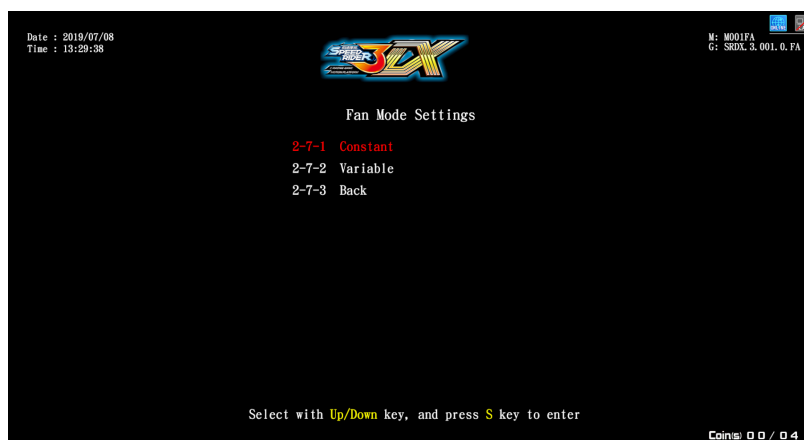 Date : 2019/07/08
Time : 13:29:38
M: M001FA
G: SRDX.3.001.0.FA
SPEED RIDER 3 DX
Fan Mode Settings
2-7-1 Constant
2-7-2 Variable
2-7-3 Back
Select with Up/Down key, and press S key to enter
Coin(s) 00 / 04